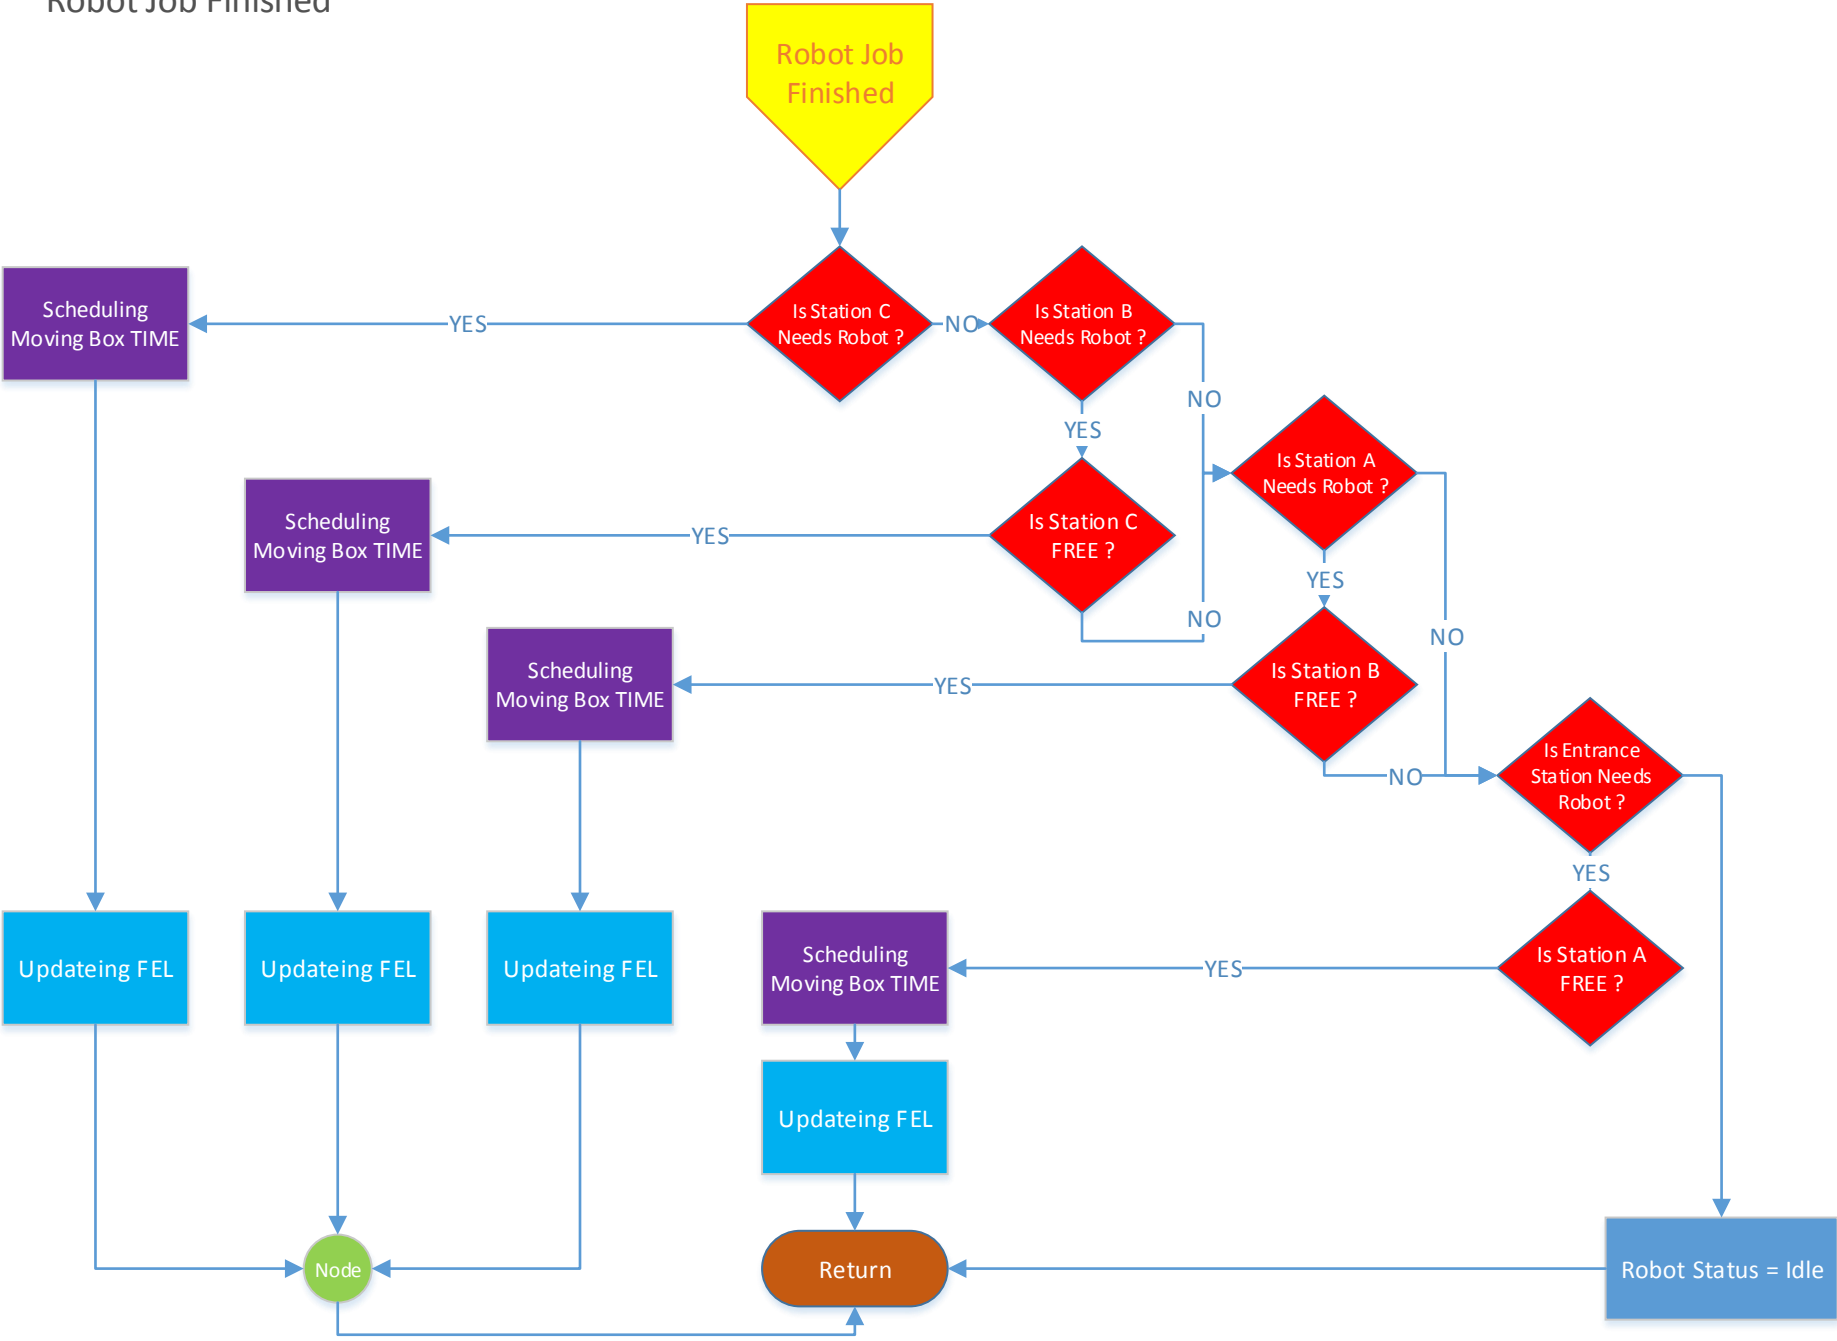 Robot Job Finished
Robot Job
Finished
Scheduling
Moving Box TIME
YES
Is Station C
Needs Robot ?
NO
Is Station B
Needs Robot ?
NO
YES
Is Station A
Needs Robot ?
Scheduling
Moving Box TIME
YES
Is Station C
FREE ?
YES
NO
NO
Scheduling
Moving Box TIME
YES
Is Station B
FREE ?
NO
Is Entrance
Station Needs
Robot ?
YES
Updateing FEL
Updateing FEL
Updateing FEL
Scheduling
Moving Box TIME
YES
Is Station A
FREE ?
Updateing FEL
Node
Return
Robot Status = Idle